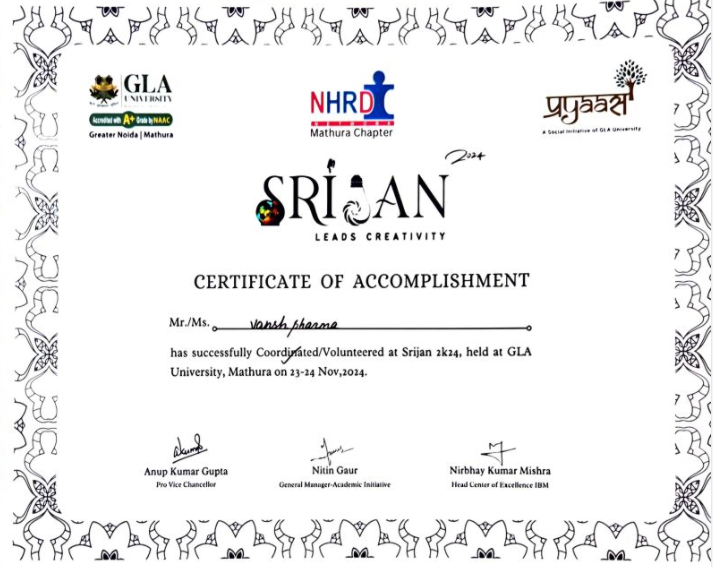 GLA
UNIVERSITY
Accredited with A+ Grade by NAAC
Greater Noida | Mathura
NHRD
NETWORK
Mathura Chapter
प्रयास
A Social Initiative of GLA University
2024
SRIJAN
LEADS CREATIVITY
CERTIFICATE OF ACCOMPLISHMENT
Mr./Ms. Vansh Sharma
has successfully Coordinated/Volunteered at Srijan 2k24, held at GLA
University, Mathura on 23-24 Nov,2024.
Anup Kumar Gupta
Pro Vice Chancellor
Nitin Gaur
General Manager-Academic Initiative
Nirbhay Kumar Mishra
Head Center of Excellence IBM